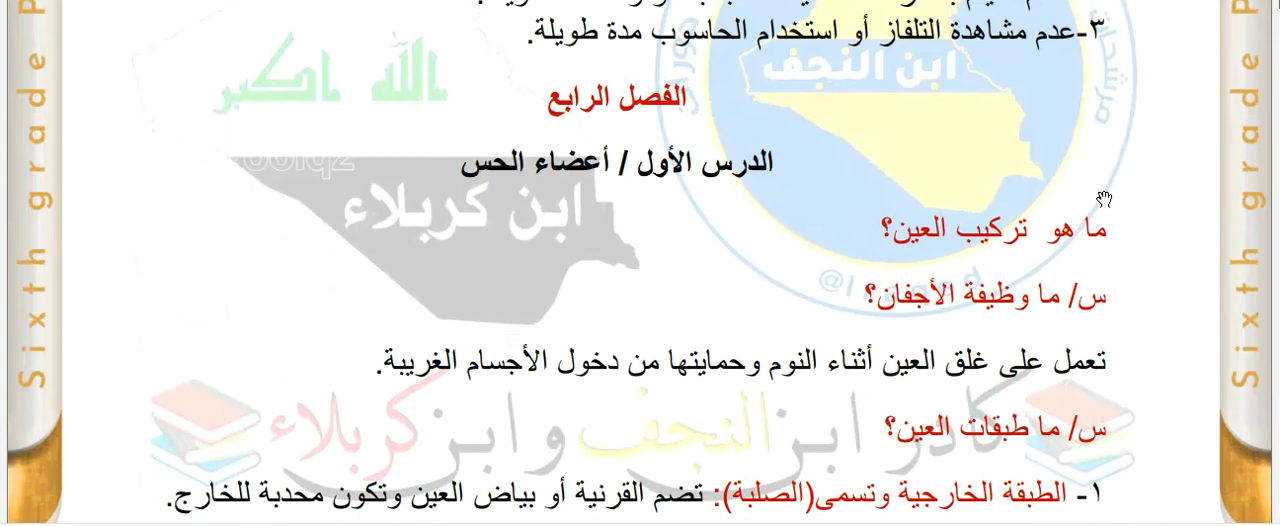 ٣-عدم مشاهدة التلفاز أو استخدام الحاسوب مدة طويلة.
الفصل الرابع
الدرس الأول / أعضاء الحس
ما هو تركيب العين؟
س/ ما وظيفة الأجفان؟
تعمل على غلق العين أثناء النوم وحمايتها من دخول الأجسام الغريبة.
س/ ما طبقات العين؟
١- الطبقة الخارجية وتسمى(الصلبة): تضم القرنية أو بياض العين وتكون محدبة للخارج.
الله اكبر
ابن النجف
ابن كربلاء
كادر ابن النجف وابن كربلاء
Sixth grade P
Sixth grade P